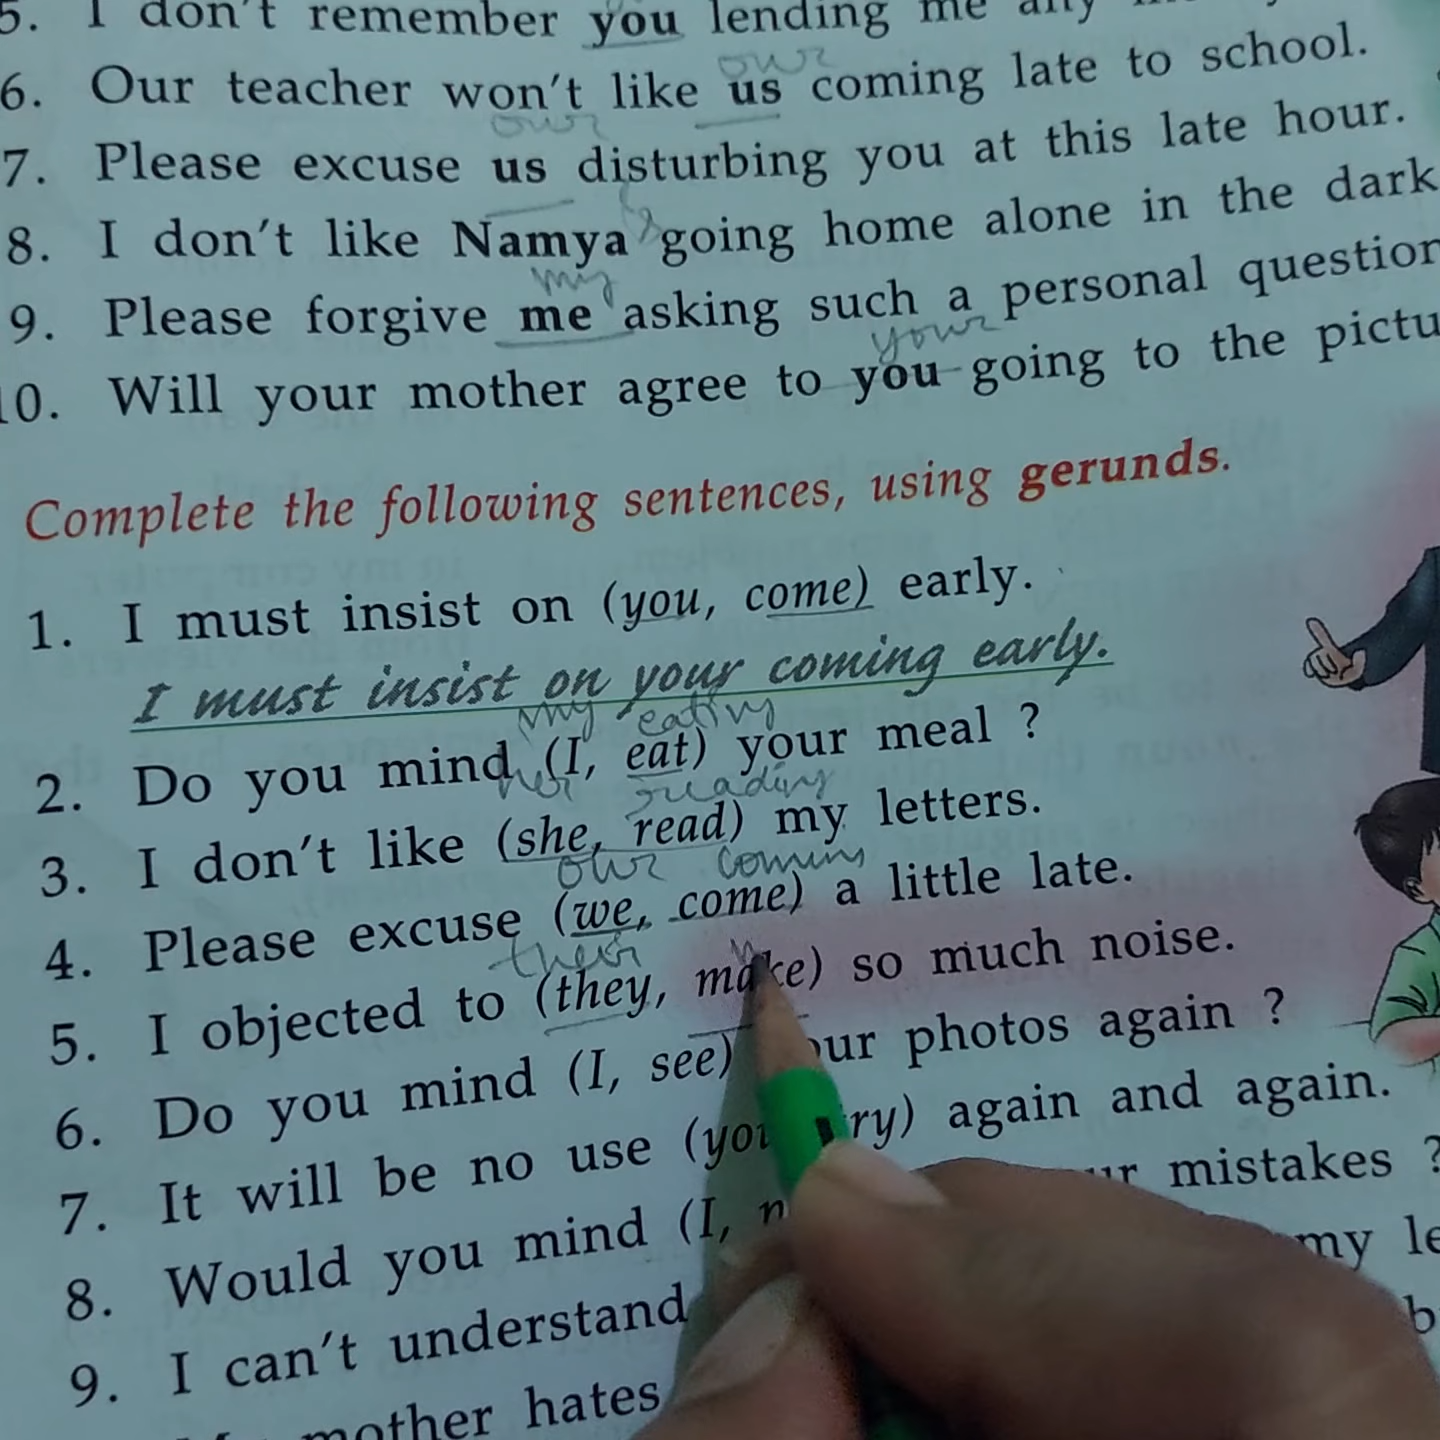 5. I don't remember you lending me any
our
6. Our teacher won't like us coming late to school.
our
7. Please excuse us disturbing you at this late hour.
8. I don't like Namya's going home alone in the dark
my
9. Please forgive me asking such a personal question
your
10. Will your mother agree to you going to the pictu
Complete the following sentences, using gerunds.
1. I must insist on (you, come) early.
I must insist on your coming early.
my eating
2. Do you mind (I, eat) your meal ?
her reading
3. I don't like (she, read) my letters.
our coming
4. Please excuse (we, come) a little late.
their m
5. I objected to (they, make) so much noise.
6. Do you mind (I, see) our photos again ?
7. It will be no use (you ry) again and again.
8. Would you mind (I, n ur mistakes ?
9. I can't understand my le
mother hates b